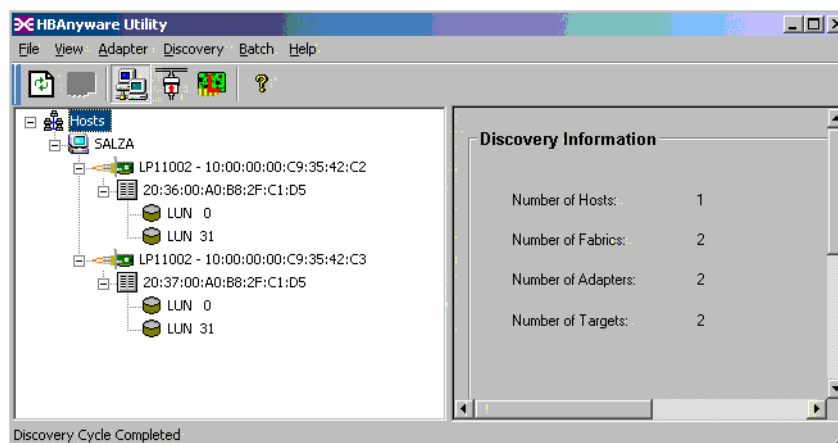 HBAnyware Utility
File View Adapter Discovery Batch Help
Hosts
SALZA
LP11002 - 10:00:00:00:C9:35:42:C2
20:36:00:A0:B8:2F:C1:D5
LUN 0
LUN 31
LP11002 - 10:00:00:00:C9:35:42:C3
20:37:00:A0:B8:2F:C1:D5
LUN 0
LUN 31
Discovery Information
Number of Hosts: 1
Number of Fabrics: 2
Number of Adapters: 2
Number of Targets: 2
Discovery Cycle Completed